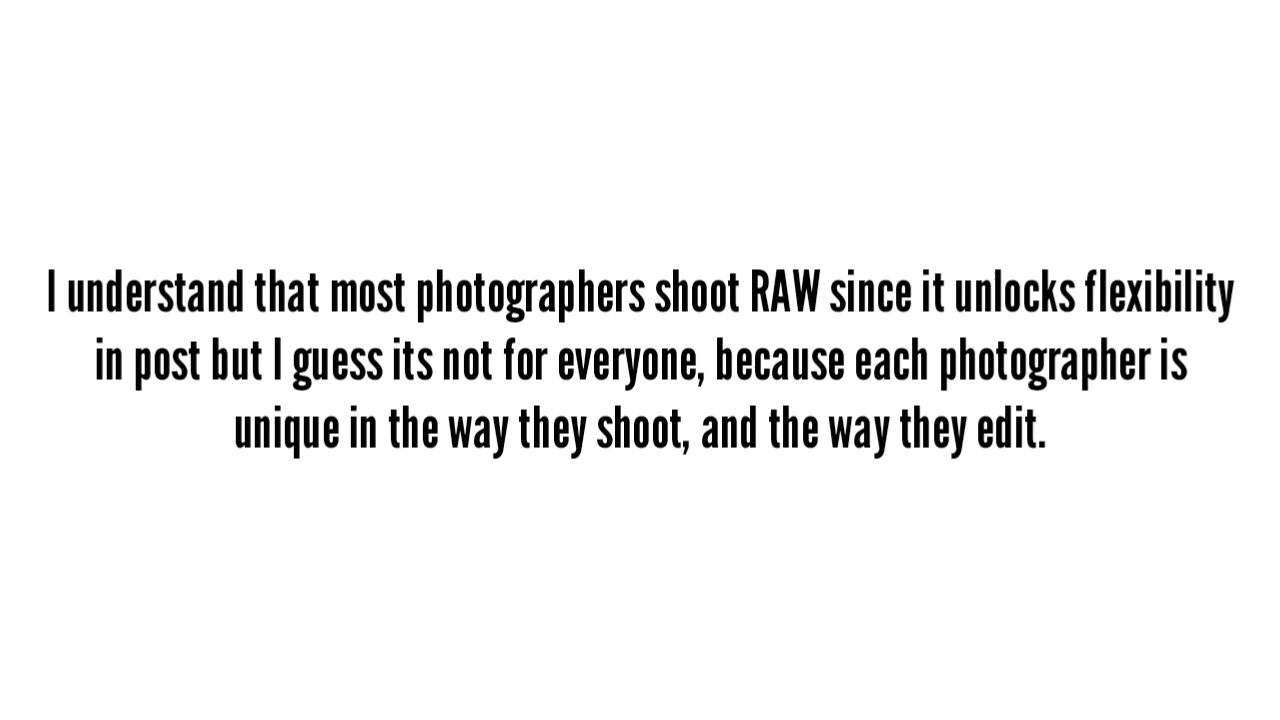 I understand that most photographers shoot RAW since it unlocks flexibility
in post but I guess its not for everyone, because each photographer is
unique in the way they shoot, and the way they edit.